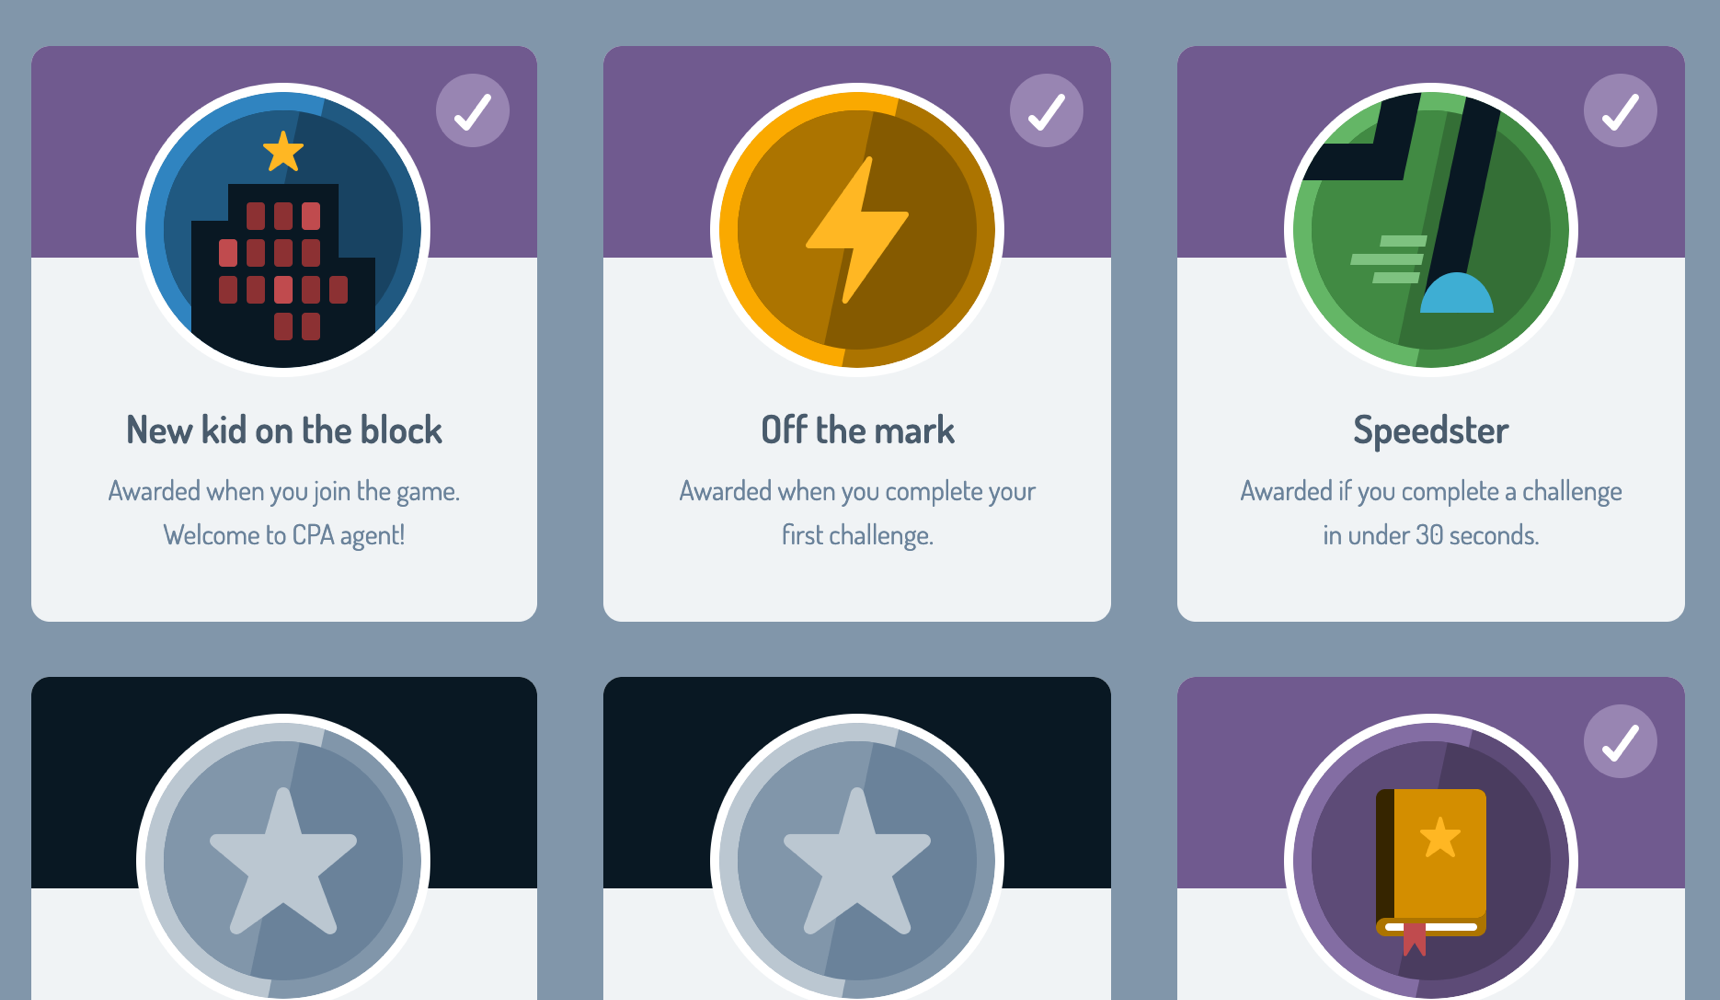 New kid on the block
Awarded when you join the game.
Welcome to CPA agent!
Off the mark
Awarded when you complete your
first challenge.
Speedster
Awarded if you complete a challenge
in under 30 seconds.